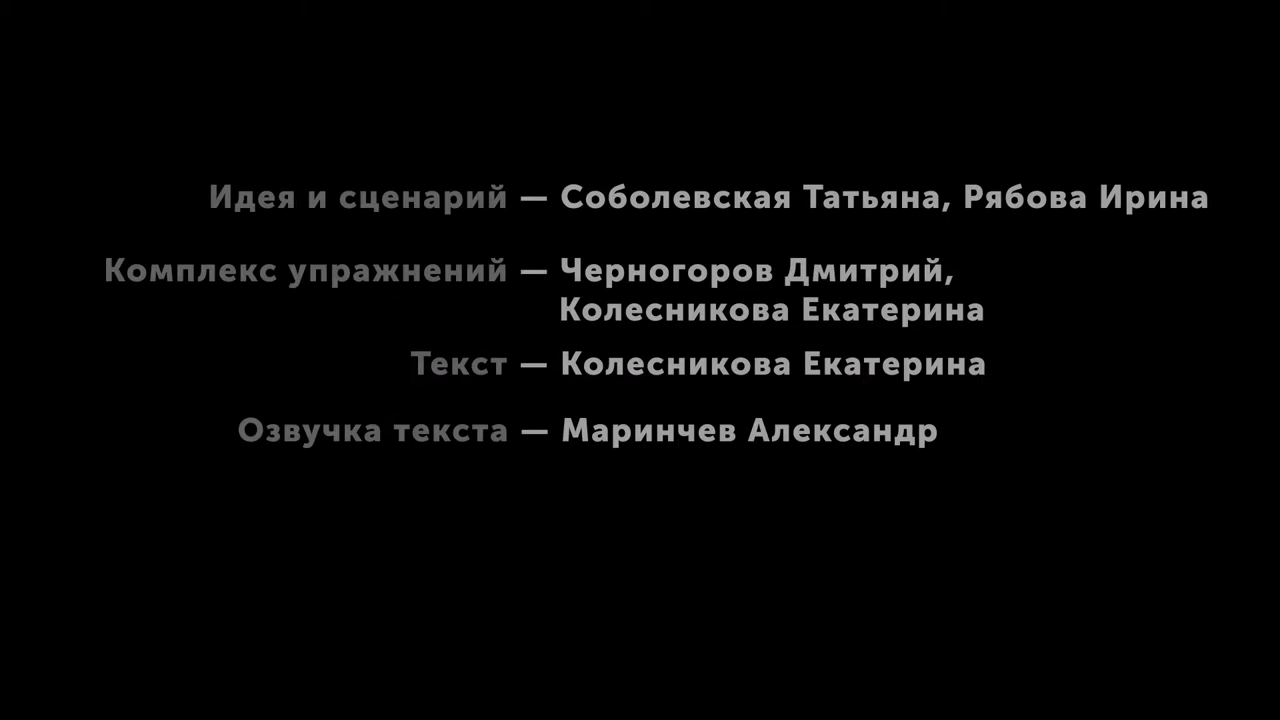 Идея и сценарий — Соболевская Татьяна, Рябова Ирина
Комплекс упражнений — Черногоров Дмитрий,
Колесникова Екатерина
Текст — Колесникова Екатерина
Озвучка текста — Маринчев Александр